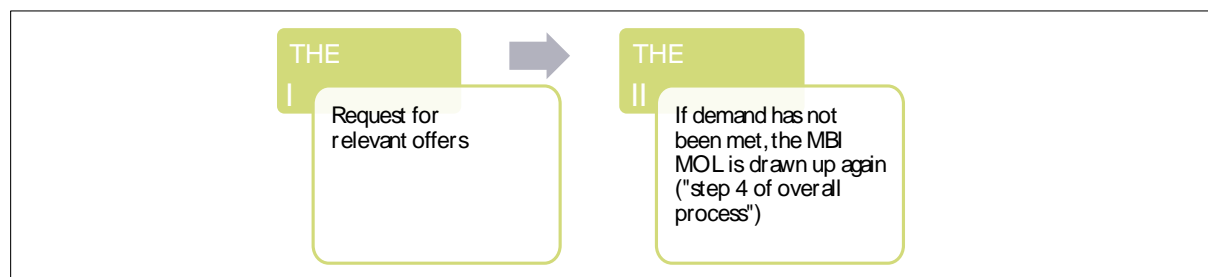 THE
I
Request for
relevant offers
THE
II
If demand has not
been met, the MBI
MOL is drawn up again
("step 4 of overall
process")